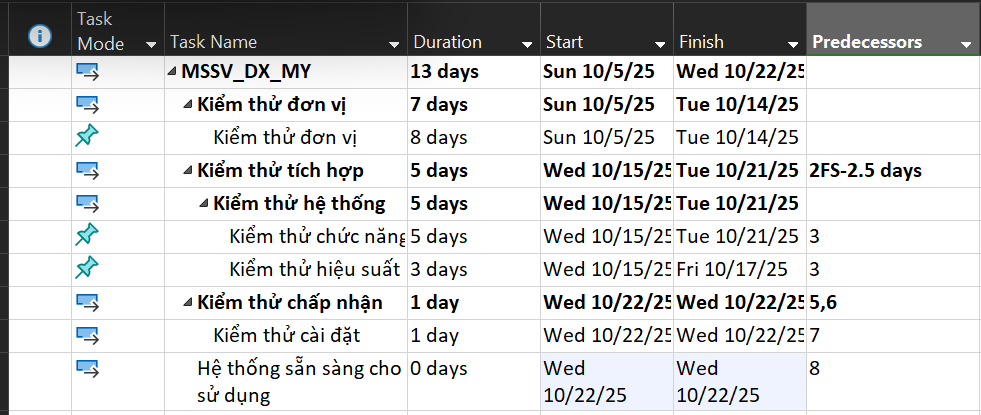 Task Mode Task Name Duration Start Finish Predecessors
MSSV_DX_MY 13 days Sun 10/5/25 Wed 10/22/25
Kiểm thử đơn vị 7 days Sun 10/5/25 Tue 10/14/25
Kiểm thử đơn vị 8 days Sun 10/5/25 Tue 10/14/25
Kiểm thử tích hợp 5 days Wed 10/15/25 Tue 10/21/25 2FS-2.5 days
Kiểm thử hệ thống 5 days Wed 10/15/25 Tue 10/21/25
Kiểm thử chức năng 5 days Wed 10/15/25 Tue 10/21/25 3
Kiểm thử hiệu suất 3 days Wed 10/15/25 Fri 10/17/25 3
Kiểm thử chấp nhận 1 day Wed 10/22/25 Wed 10/22/25 5,6
Kiểm thử cài đặt 1 day Wed 10/22/25 Wed 10/22/25 7
Hệ thống sẵn sàng cho 0 days Wed Wed 8
sử dụng 10/22/25 10/22/25